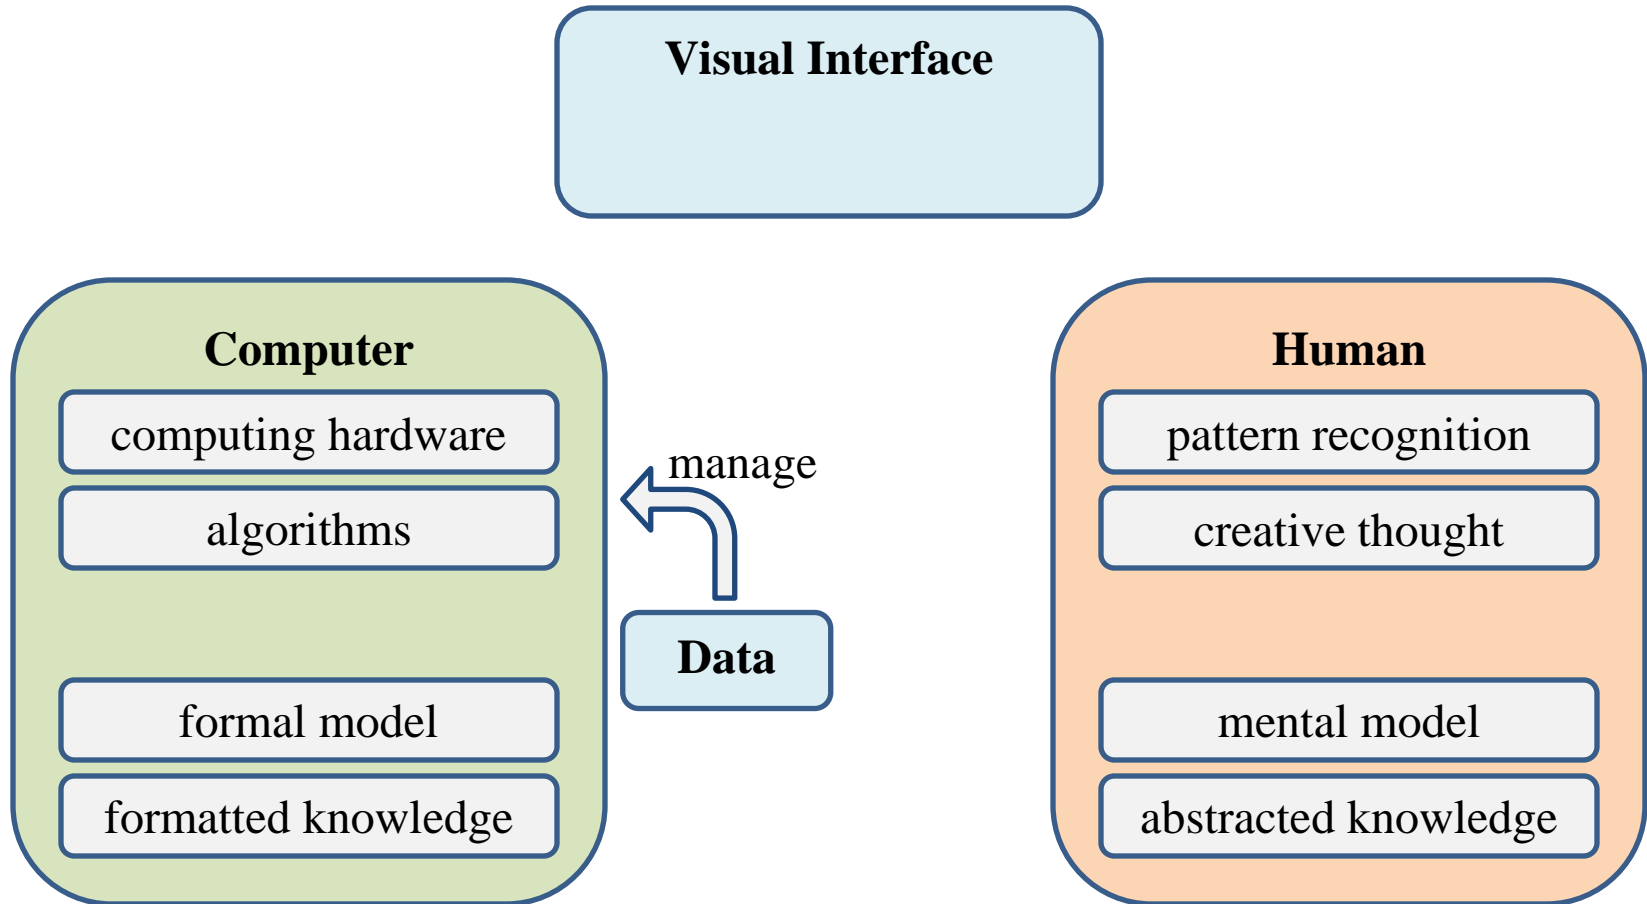 Visual Interface
Computer
computing hardware
algorithms
formal model
formatted knowledge
manage
Data
Human
pattern recognition
creative thought
mental model
abstracted knowledge